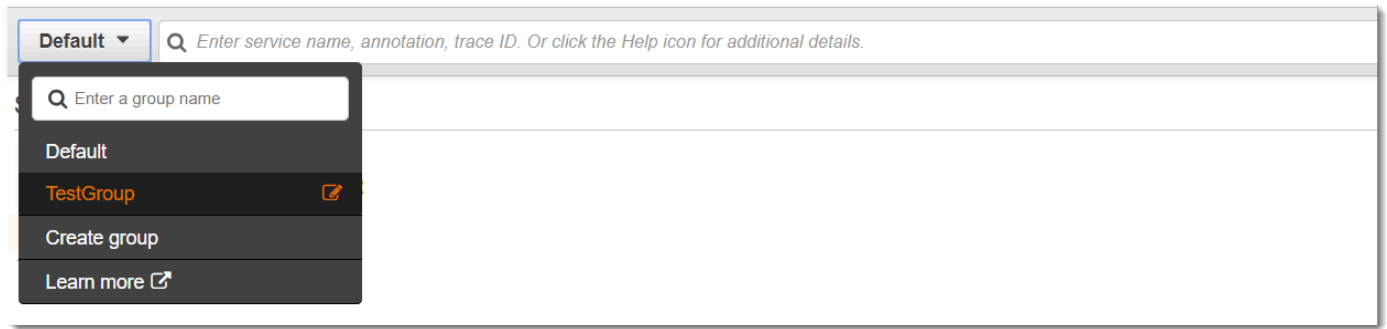 Default
Enter service name, annotation, trace ID. Or click the Help icon for additional details.
Enter a group name
Default
TestGroup
Create group
Learn more